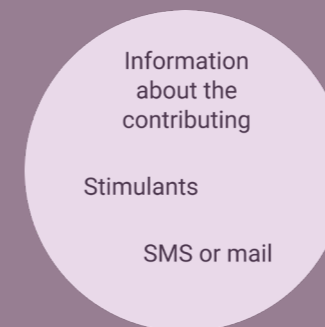 Information
about the
contributing
Stimulants
SMS or mail